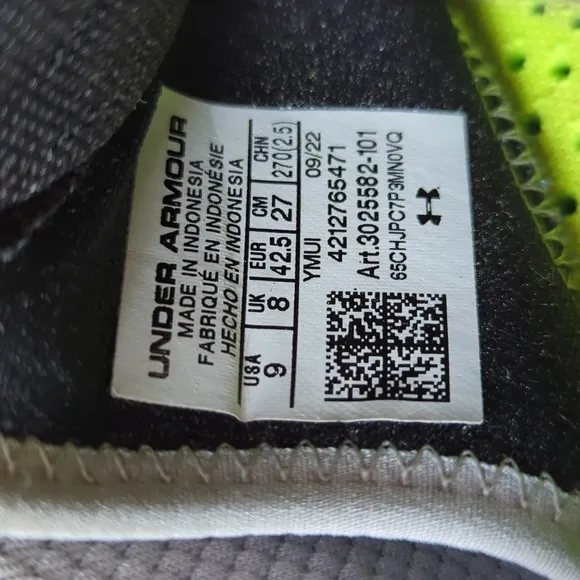 UNDER ARMOUR
MADE IN INDONESIA
FABRIQUÉ EN INDONÉSIE
HECHO EN INDONESIA
USA UK EUR CM CHN
9 8 42.5 27 270(2.5)
YMUI 09/22
4212765471
Art.3025582-101
65CHJPC7P3MN0VQ